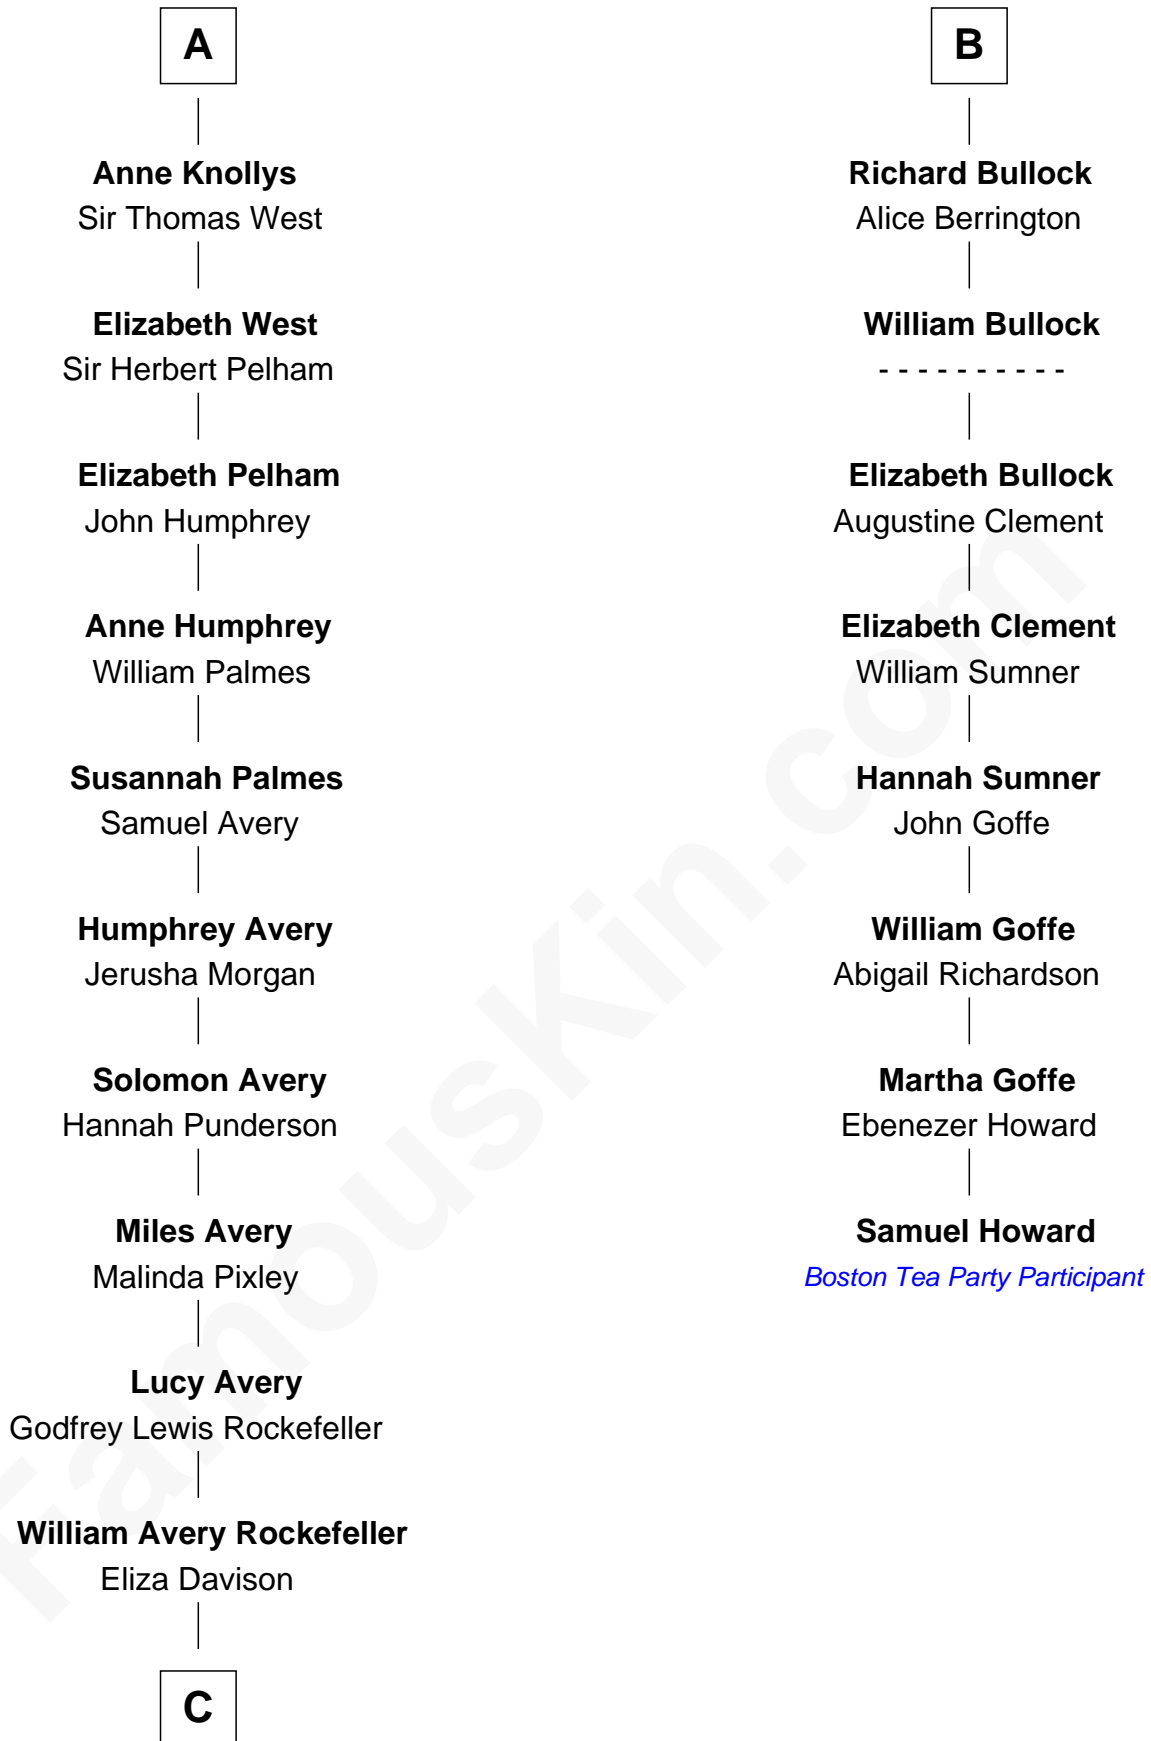 A
Anne Knollys
Sir Thomas West
Elizabeth West
Sir Herbert Pelham
Elizabeth Pelham
John Humphrey
Anne Humphrey
William Palmes
Susannah Palmes
Samuel Avery
Humphrey Avery
Jerusha Morgan
Solomon Avery
Hannah Punderson
Miles Avery
Malinda Pixley
Lucy Avery
Godfrey Lewis Rockefeller
William Avery Rockefeller
Eliza Davison
C
B
Richard Bullock
Alice Berrington
William Bullock
- - - - - - - - - -
Elizabeth Bullock
Augustine Clement
Elizabeth Clement
William Sumner
Hannah Sumner
John Goffe
William Goffe
Abigail Richardson
Martha Goffe
Ebenezer Howard
Samuel Howard
Boston Tea Party Participant
FamousKin.com